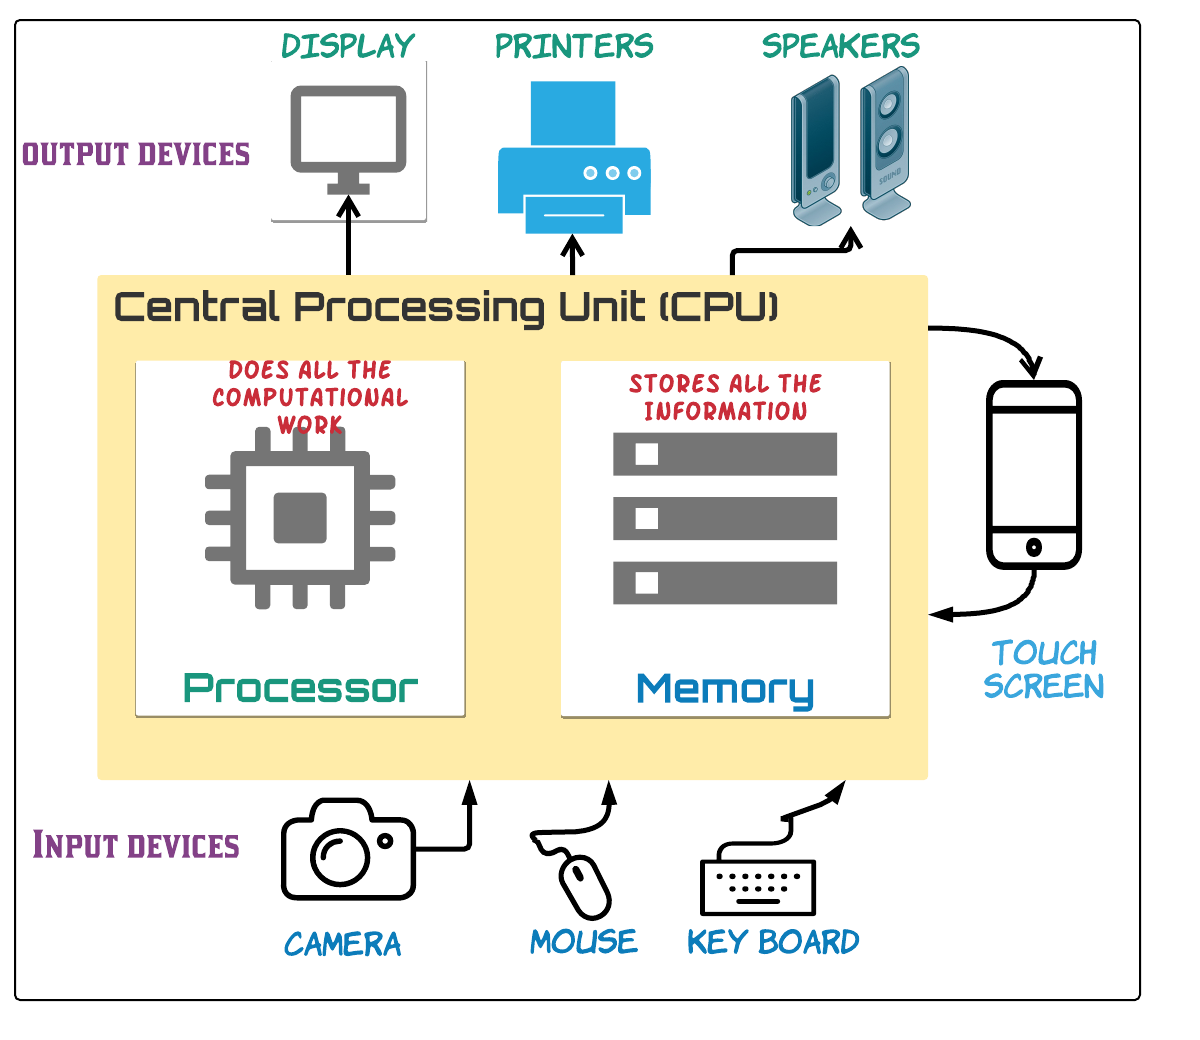 DISPLAY
PRINTERS
SPEAKERS
OUTPUT DEVICES
SOUND
Central Processing Unit (CPU)
DOES ALL THE
COMPUTATIONAL
WORK
STORES ALL THE
INFORMATION
Processor
Memory
TOUCH
SCREEN
INPUT DEVICES
CAMERA
MOUSE
KEY BOARD